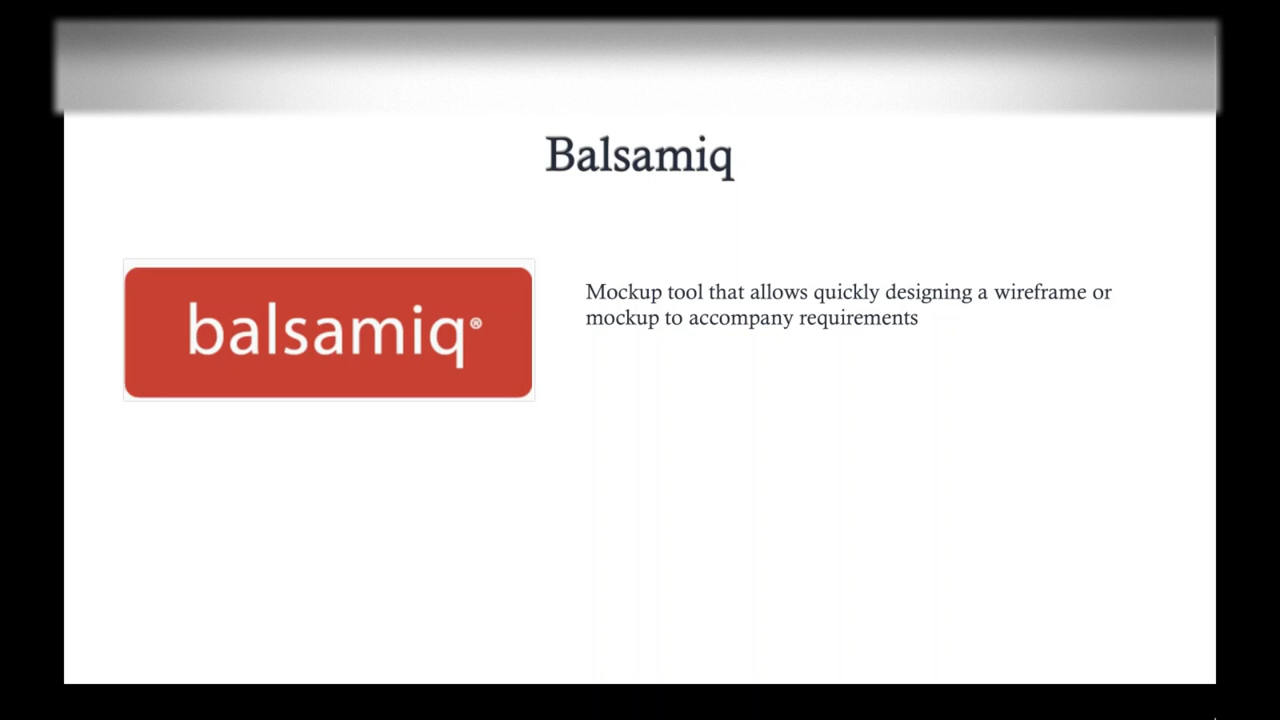 Balsamiq
balsamiq®
Mockup tool that allows quickly designing a wireframe or
mockup to accompany requirements